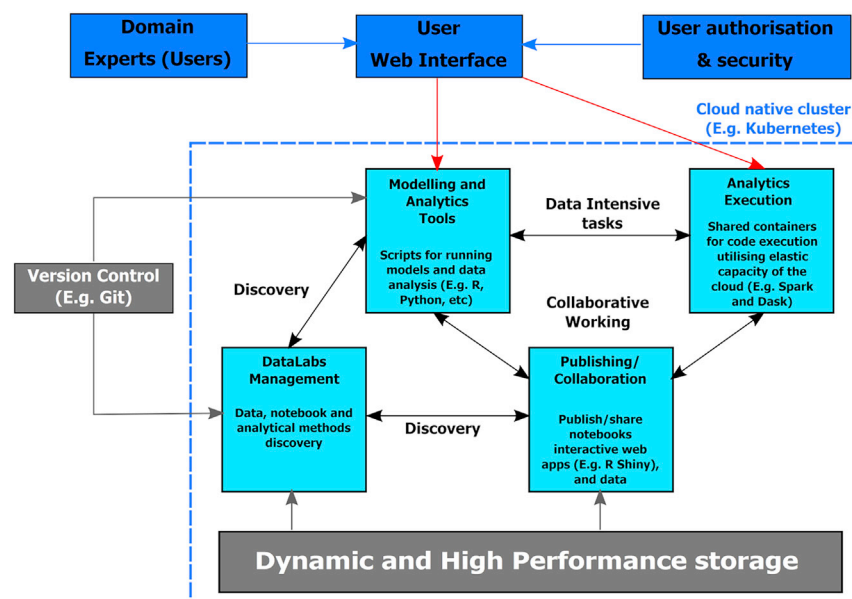 Domain
Experts (Users)
User
Web Interface
User authorisation
& security
Cloud native cluster
(E.g. Kubernetes)
Modelling and
Analytics
Tools
Scripts for running
models and data
analysis (E.g. R,
Python, etc)
Data Intensive
tasks
Analytics
Execution
Shared containers
for code execution
utilising elastic
capacity of the
cloud (E.g. Spark
and Dask)
Version Control
(E.g. Git)
Discovery
Collaborative
Working
DataLabs
Management
Data, notebook and
analytical methods
discovery
Discovery
Publishing/
Collaboration
Publish/share
notebooks
interactive web
apps (E.g. R Shiny),
and data
Dynamic and High Performance storage